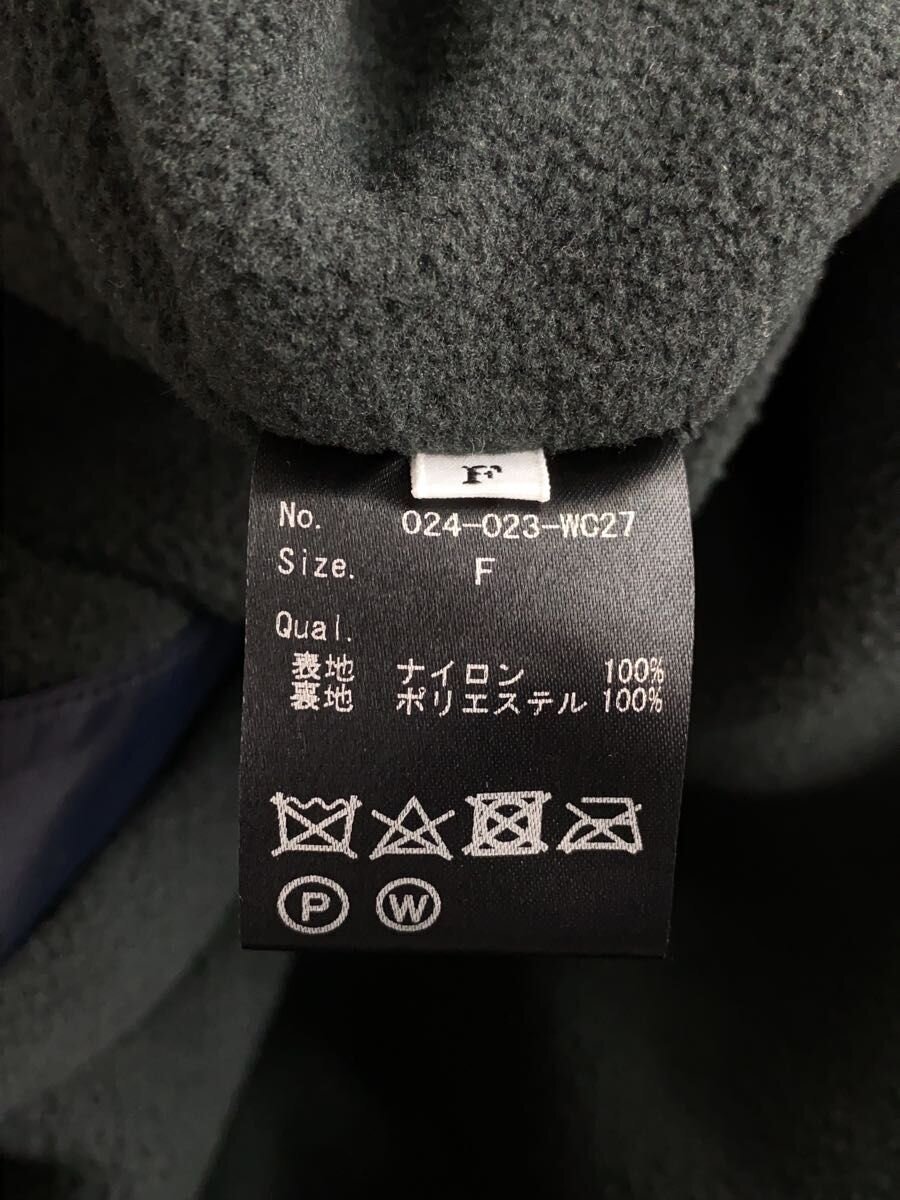 F
No. 024-023-WC27
Size. F
Qual.
表地 ナイロン 100%
裏地 ポリエステル 100%
P W